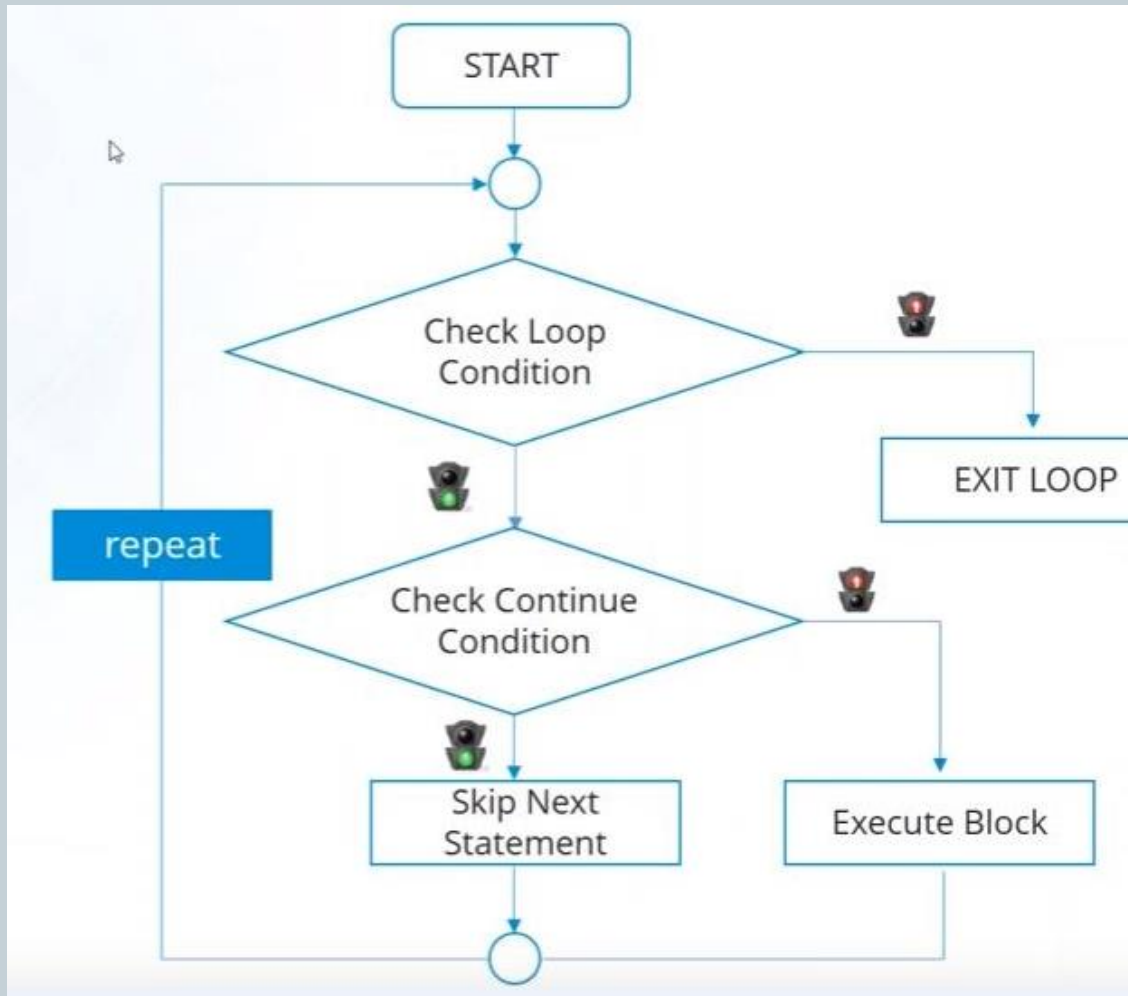 START
Check Loop
Condition
EXIT LOOP
repeat
Check Continue
Condition
Skip Next
Statement
Execute Block